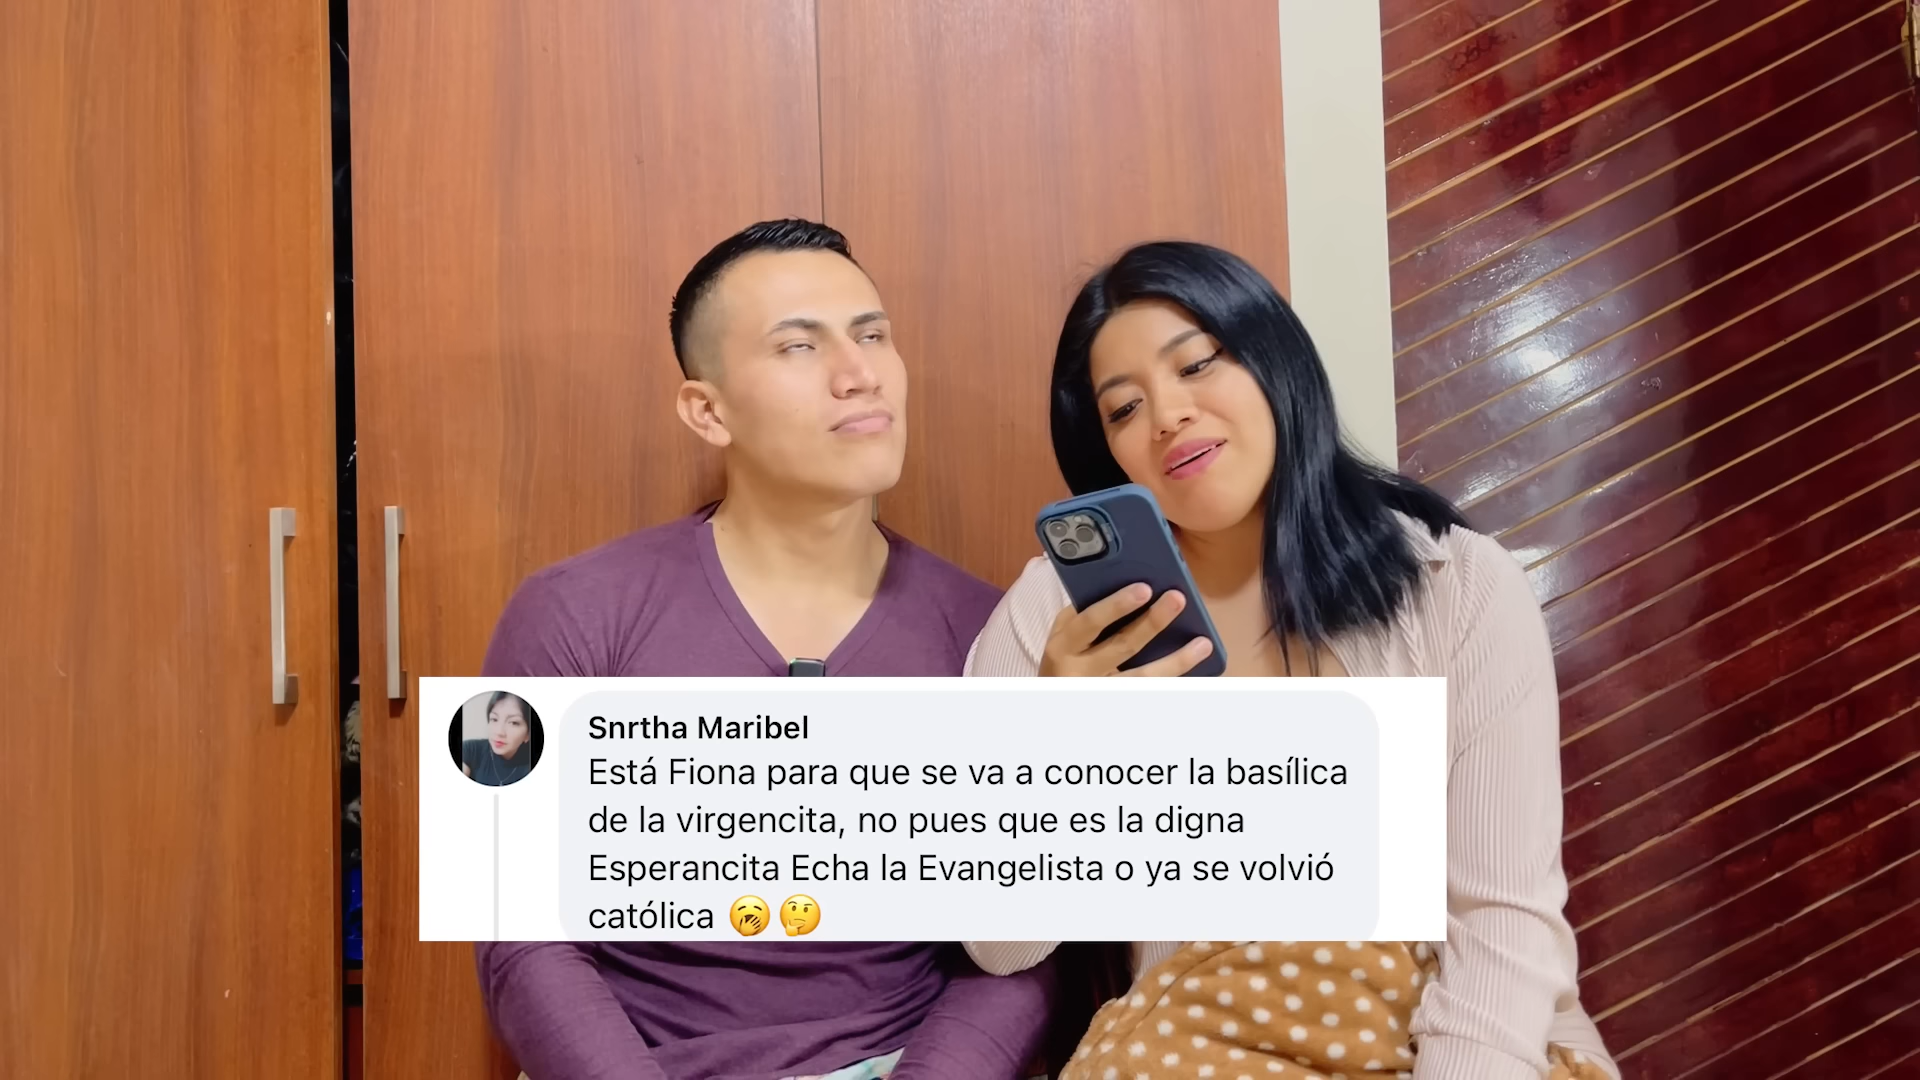 Snrtha Maribel
Está Fiona para que se va a conocer la basílica
de la virgencita, no pues que es la digna
Esperancita Echa la Evangelista o ya se volvió
católica 🥱🤔